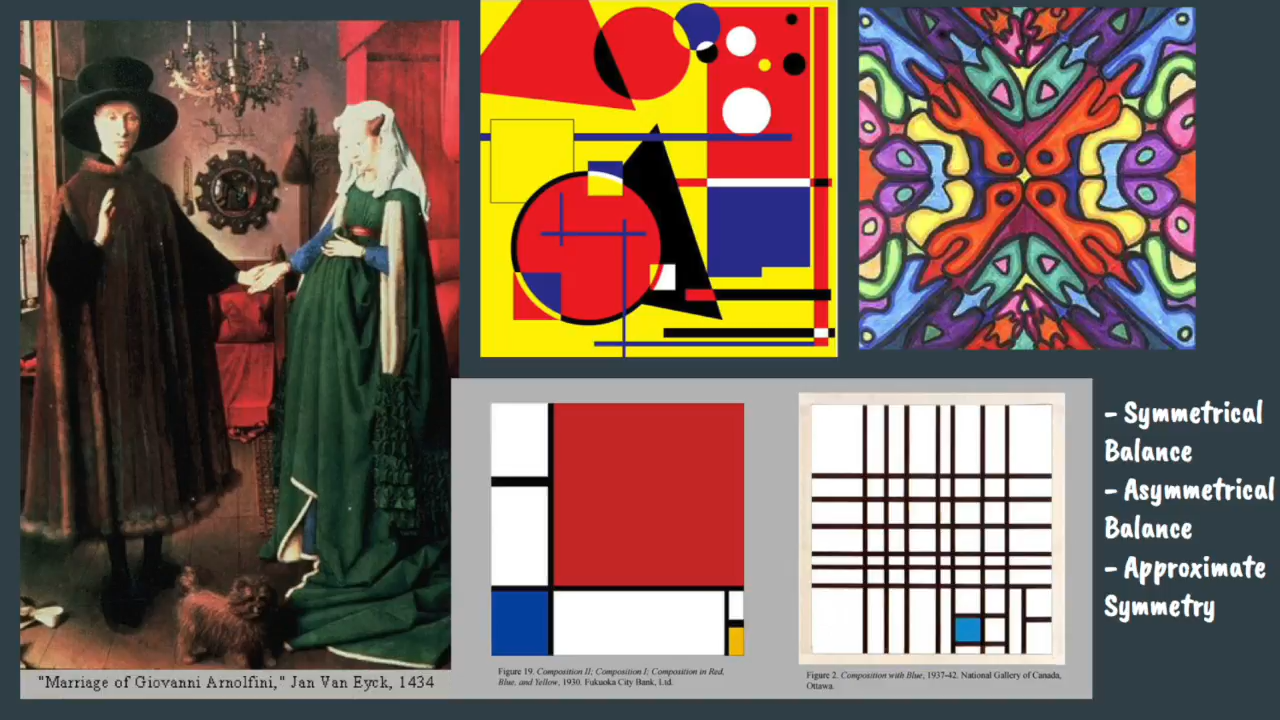 "Marriage of Giovanni Arnolfini," Jan Van Eyck, 1434
Figure 19. Composition II; Composition I; Composition in Red,
Blue, and Yellow, 1930. Fukuoka City Bank, Ltd.
Figure 2. Composition with Blue, 1937-42. National Gallery of Canada,
Ottawa.
- Symmetrical
Balance
- Asymmetrical
Balance
- Approximate
Symmetry